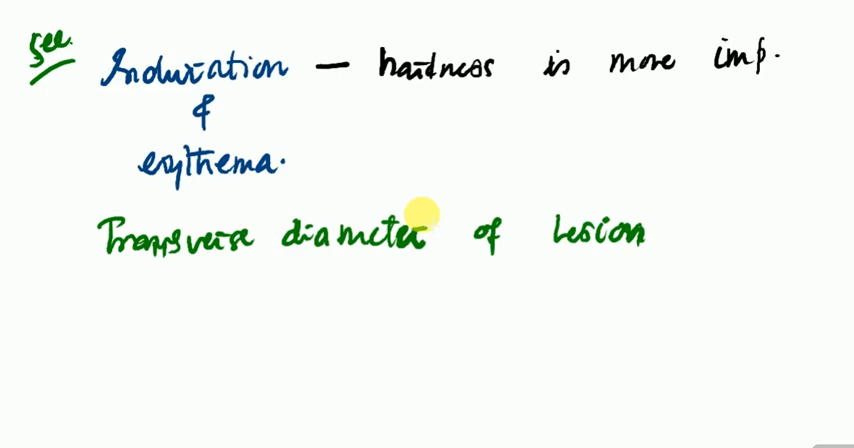 See.
Induration — hardness is more imp.
&
erythema.
Transverse diameter of lesion